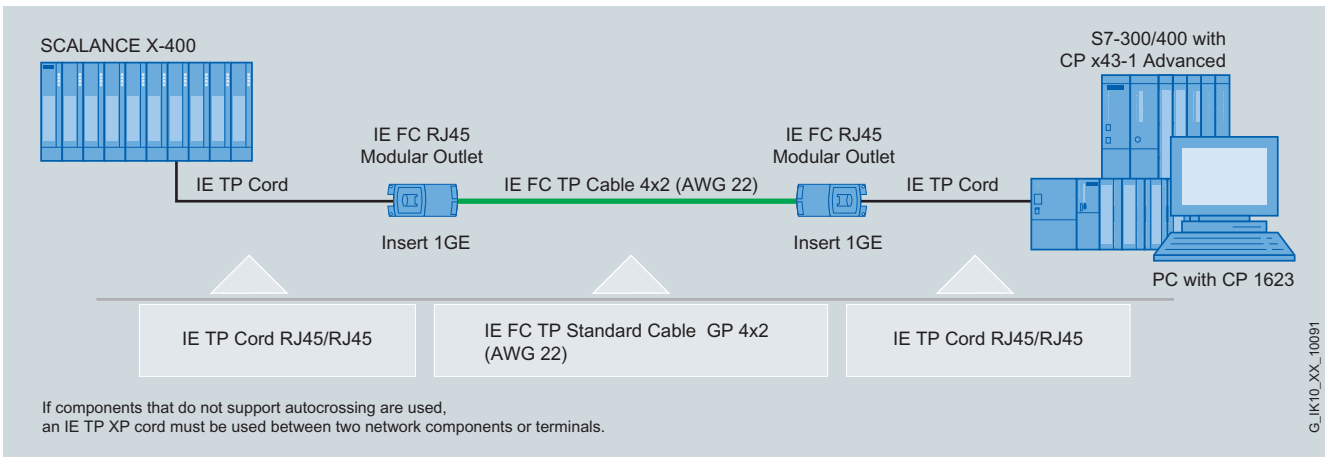 SCALANCE X-400
S7-300/400 with
CP x43-1 Advanced
IE FC RJ45
Modular Outlet
IE FC RJ45
Modular Outlet
IE TP Cord
IE FC TP Cable 4x2 (AWG 22)
IE TP Cord
Insert 1GE
Insert 1GE
PC with CP 1623
IE TP Cord RJ45/RJ45
IE FC TP Standard Cable GP 4x2
(AWG 22)
IE TP Cord RJ45/RJ45
If components that do not support autocrossing are used,
an IE TP XP cord must be used between two network components or terminals.
G_IK10_XX_10091